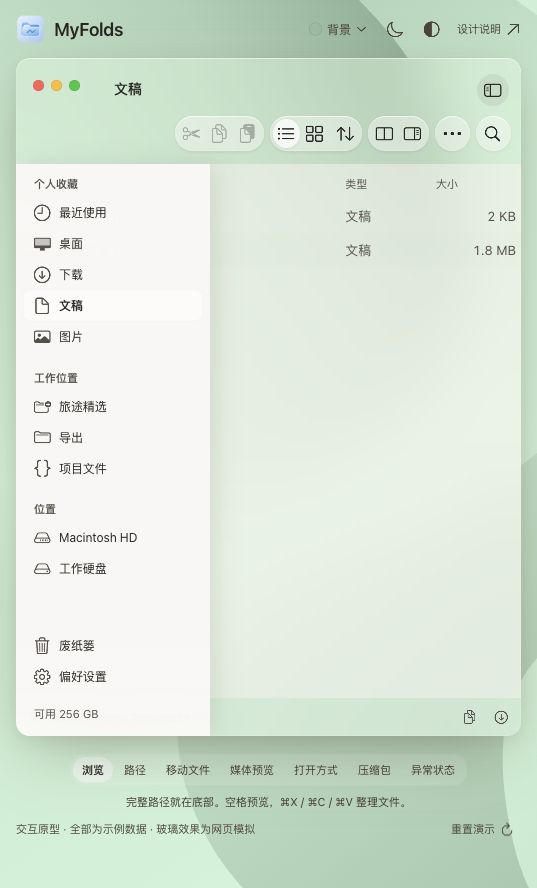 MyFolds
背景
设计说明
文稿
个人收藏
类型
大小
最近使用
文稿
2 KB
桌面
文稿
1.8 MB
下载
文稿
图片
工作位置
旅途精选
导出
项目文件
位置
Macintosh HD
工作硬盘
废纸篓
偏好设置
可用 256 GB
浏览 路径 移动文件 媒体预览 打开方式 压缩包 异常状态
完整路径就在底部。空格预览，⌘X / ⌘C / ⌘V 整理文件。
交互原型 · 全部为示例数据 · 玻璃效果为网页模拟
重置演示